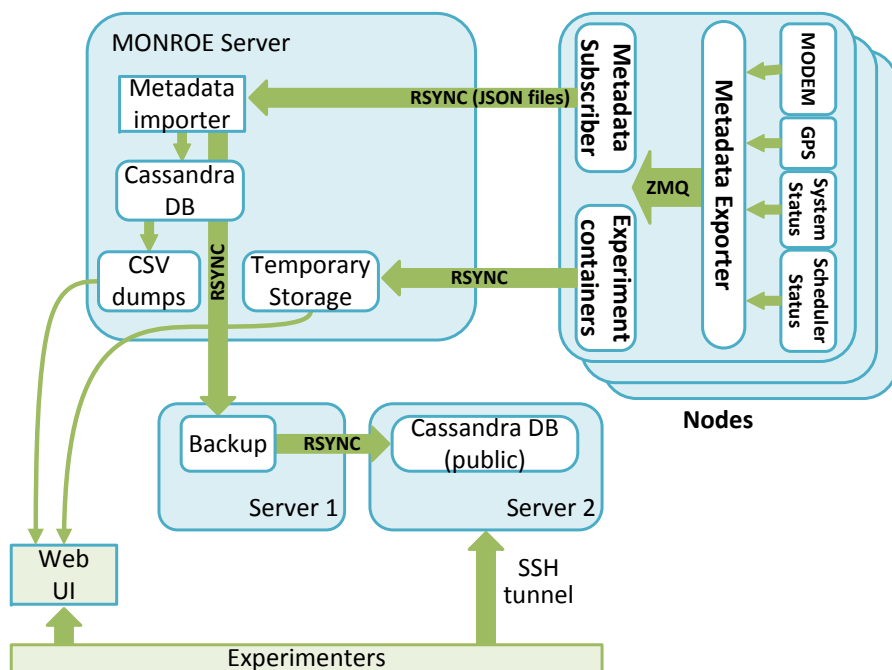 MONROE Server
Metadata
importer
Cassandra
DB
CSV
dumps
Temporary
Storage
RSYNC
RSYNC (JSON files)
RSYNC
Metadata
Subscriber
Experiment
containers
ZMQ
Metadata Exporter
MODEM
GPS
System
Status
Scheduler
Status
Nodes
Backup
RSYNC
Cassandra DB
(public)
Server 1
Server 2
Web
UI
SSH
tunnel
Experimenters